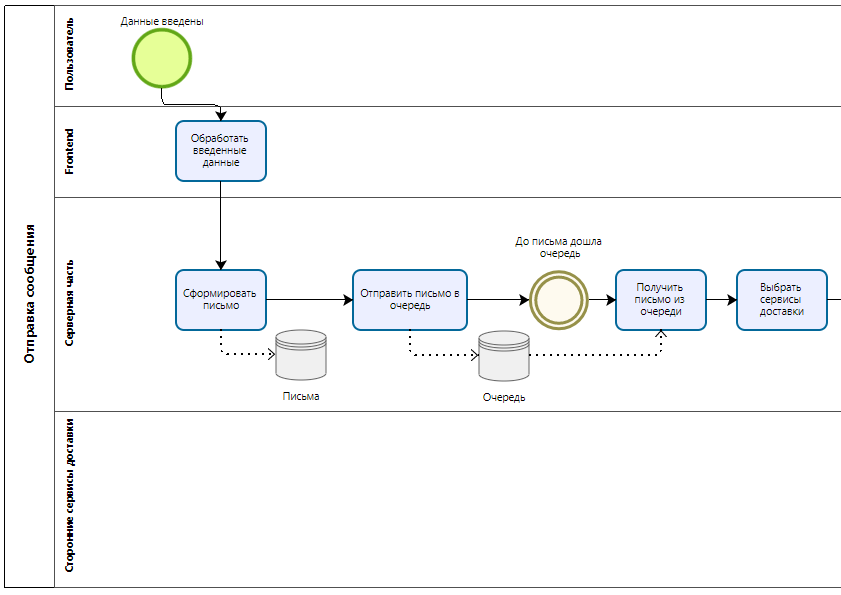 Отправка сообщения
Пользователь
Данные введены
Frontend
Обработать
введенные
данные
Серверная часть
Сформировать
письмо
Письма
Отправить письмо в
очередь
Очередь
До письма дошла
очередь
Получить
письмо из
очереди
Выбрать
сервисы
доставки
Сторонние сервисы доставки